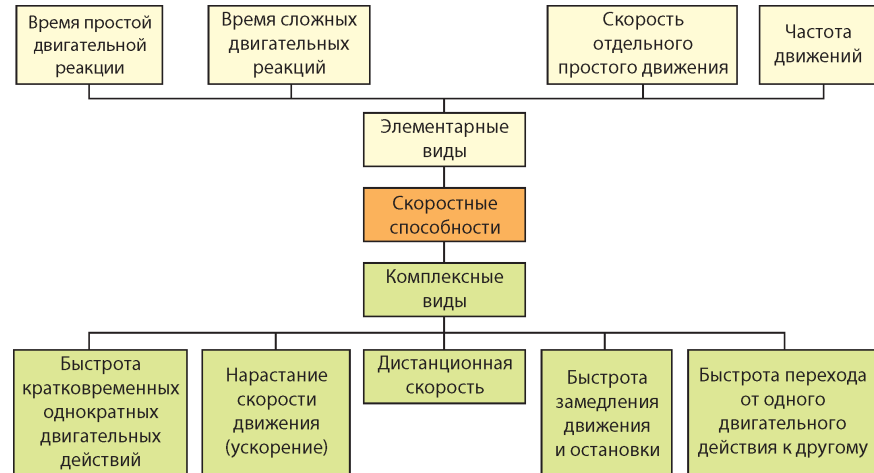 Время простой
двигательной
реакции
Время сложных
двигательных
реакций
Скорость
отдельного
простого движения
Частота
движений
Элементарные
виды
Скоростные
способности
Комплексные
виды
Быстрота
кратковременных
однократных
двигательных
действий
Нарастание
скорости
движения
(ускорение)
Дистанционная
скорость
Быстрота
замедления
движения
и остановки
Быстрота перехода
от одного
двигательного
действия к другому